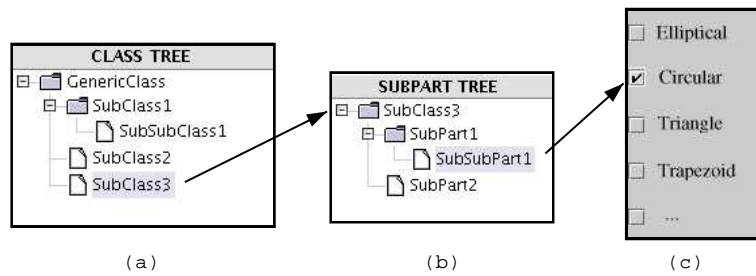 CLASS TREE
GenericClass
SubClass1
SubSubClass1
SubClass2
SubClass3
SUBPART TREE
SubClass3
SubPart1
SubSubPart1
SubPart2
Elliptical
Circular
Triangle
Trapezoid
...
(a)
(b)
(c)